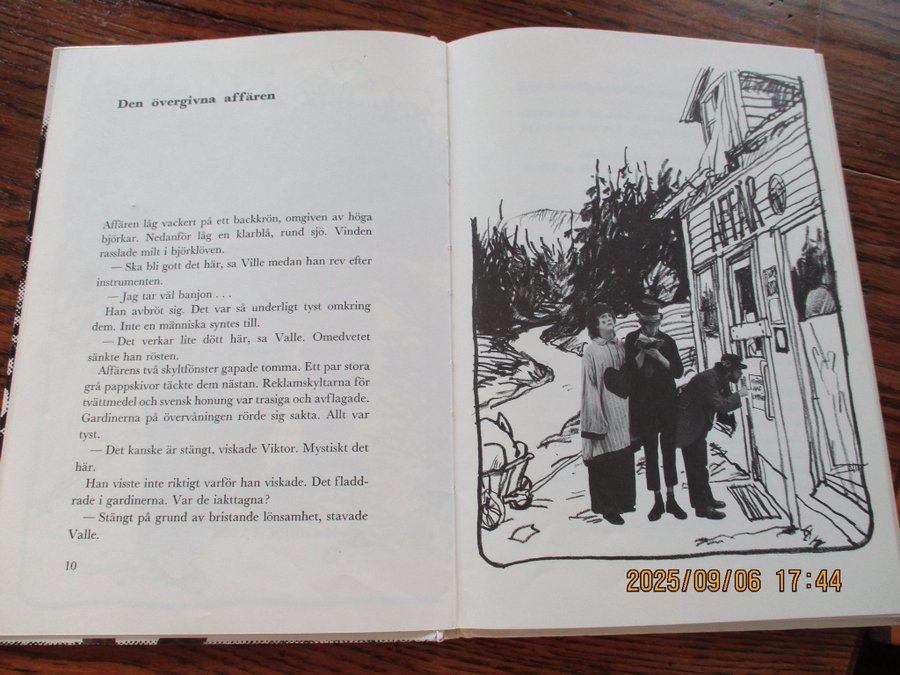 Den övergivna affären
Affären låg vackert på ett backkrön, omgiven av höga
björkar. Nedanför låg en klarblå, rund sjö. Vinden
rasslade milt i björklöven.
— Ska bli gott det här, sa Ville medan han rev efter
instrumenten.
— Jag tar väl banjon . . .
Han avbröt sig. Det var så underligt tyst omkring
dem. Inte en människa syntes till.
— Det verkar lite dött här, sa Valle. Omedvetet
sänkte han rösten.
Affärens två skyltfönster gapade tomma. Ett par stora
grå pappskivor täckte dem nästan. Reklamskyltarna för
tvättmedel och svensk honung var trasiga och avflagade.
Gardinerna på övervåningen rörde sig sakta. Allt var
tyst.
— Det kanske är stängt, viskade Viktor. Mystiskt det
här.
Han visste inte riktigt varför han viskade. Det fladd-
rade i gardinerna. Var de iakttagna?
— Stängt på grund av bristande lönsamhet, stavade
Valle.
10
AFFÄR
2025/09/06 17:44